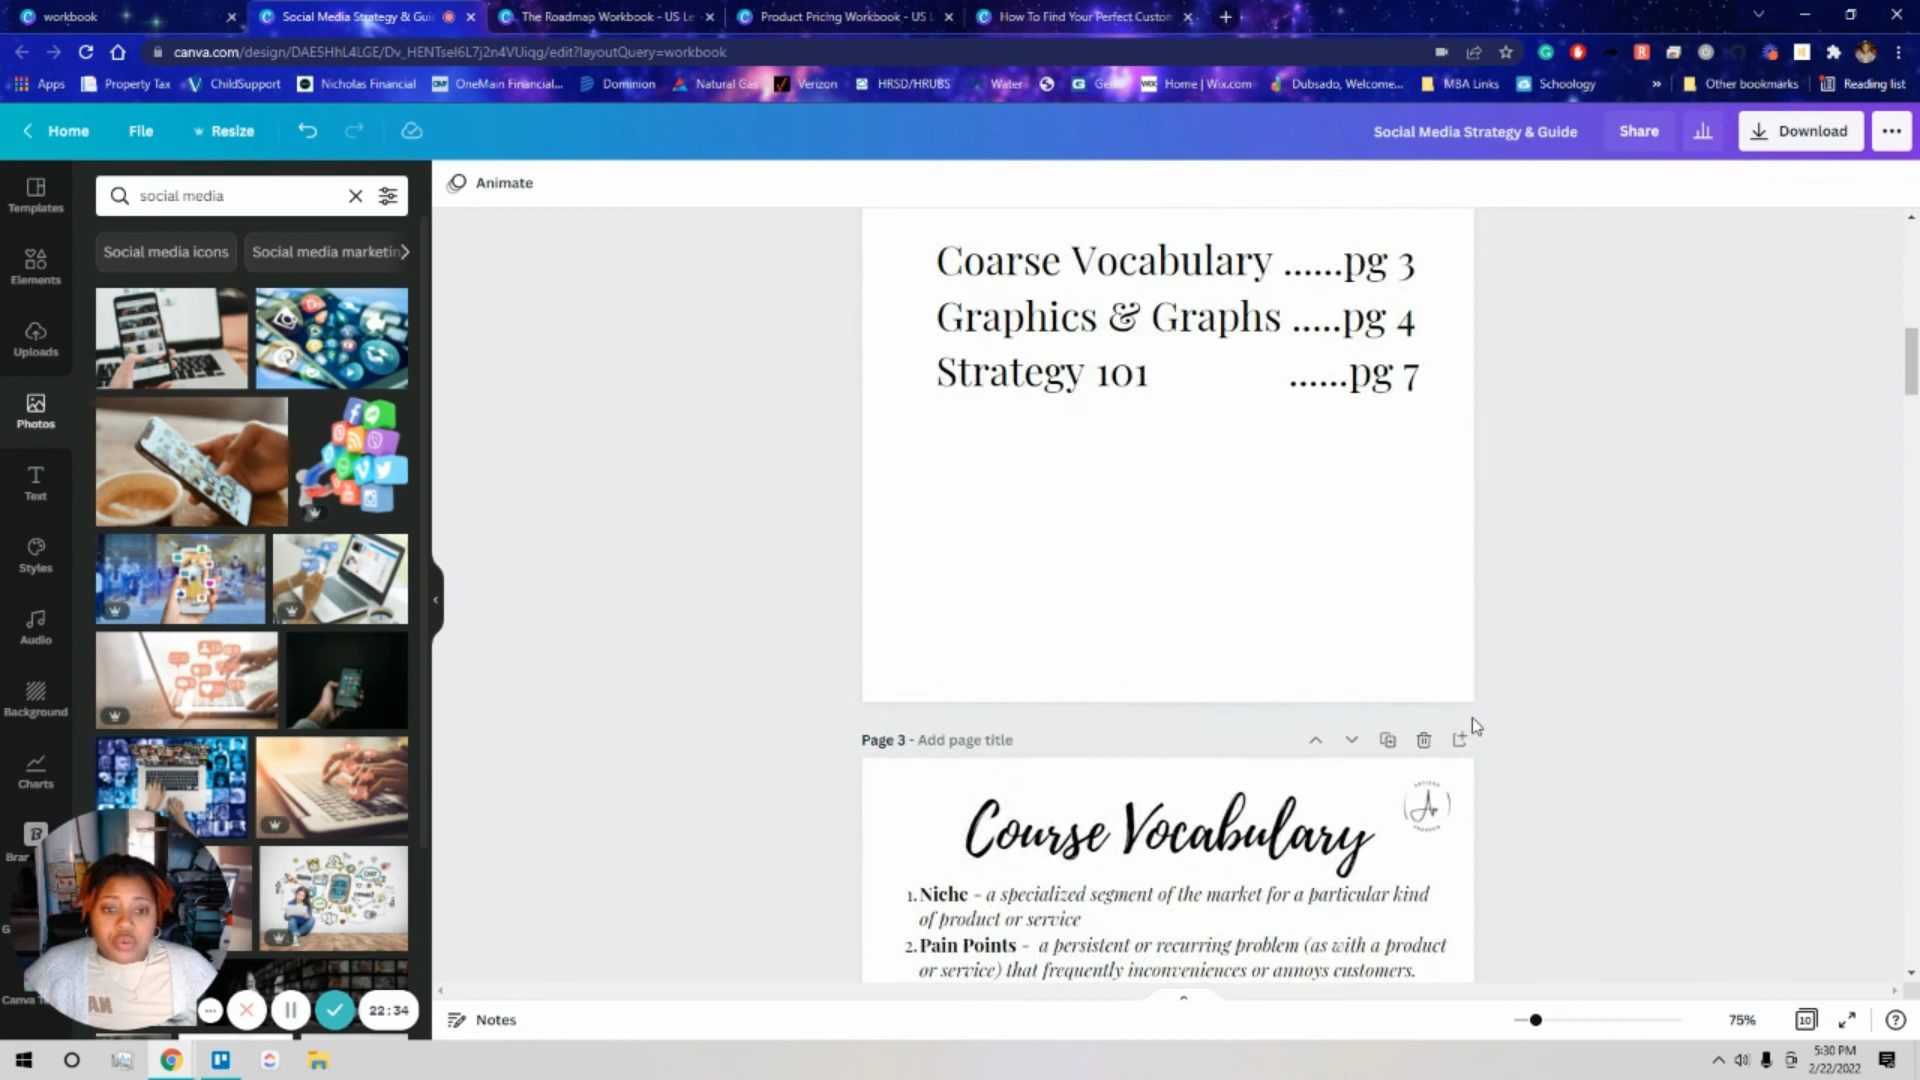 workbook
Social Media Strategy & Gui
The Roadmap Workbook - US Le
Product Pricing Workbook - US L
How To Find Your Perfect Custom
canva.com/design/DAE5HhL4LGE/Dv_HENTsel6L7j2n4VUiqg/edit?layoutQuery=workbook
Apps
Property Tax
ChildSupport
Nicholas Financial
OneMain Financial...
Dominion
Natural Gas
Verizon
HRSD/HRUBS
Water
Home | Wix.com
Dubsado, Welcome...
MBA Links
Schoology
»
Other bookmarks
Reading list
Home
File
Resize
Social Media Strategy & Guide
Share
Download
Templates
Elements
Uploads
Photos
Text
Styles
Audio
Background
Charts
social media
Social media icons
Social media marketin
Animate
Coarse Vocabulary ......pg 3
Graphics & Graphs .....pg 4
Strategy 101 ......pg 7
Page 3 - Add page title
Course Vocabulary
1. Niche - a specialized segment of the market for a particular kind
of product or service
2. Pain Points - a persistent or recurring problem (as with a product
or service) that frequently inconveniences or annoys customers.
22:34
Notes
75%
10
5:30 PM
2/22/2022